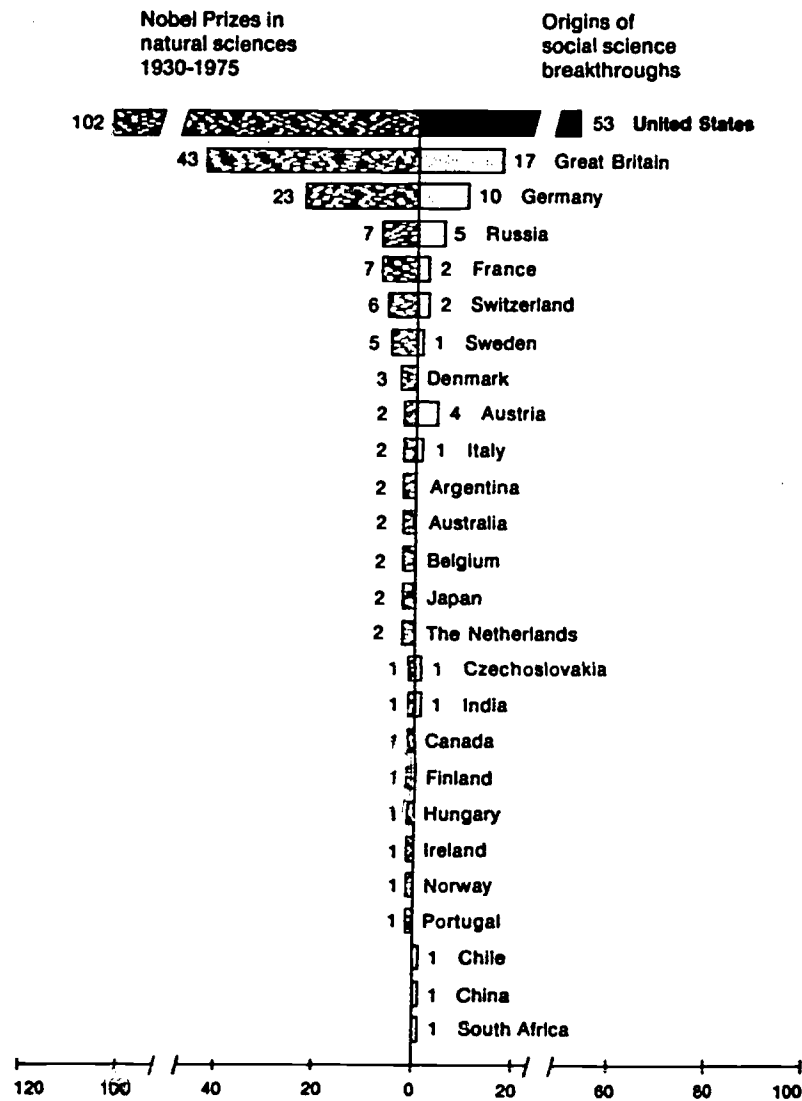 Nobel Prizes in
natural sciences
1930-1975
Origins of
social science
breakthroughs
102 53 United States
43 17 Great Britain
23 10 Germany
7 5 Russia
7 2 France
6 2 Switzerland
5 1 Sweden
3 Denmark
2 4 Austria
2 1 Italy
2 Argentina
2 Australia
2 Belgium
2 Japan
2 The Netherlands
1 1 Czechoslovakia
1 1 India
1 Canada
1 Finland
1 Hungary
1 Ireland
1 Norway
1 Portugal
1 Chile
1 China
1 South Africa
120 100 40 20 0 20 60 80 100